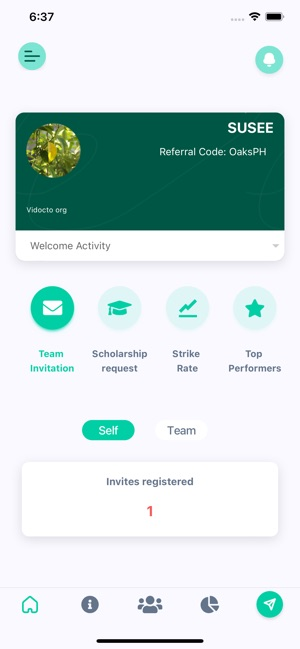 6:37
SUSEE
Referral Code: OaksPH
Vidocto org
Welcome Activity
Team Invitation
Scholarship request
Strike Rate
Top Performers
Self
Team
Invites registered
1